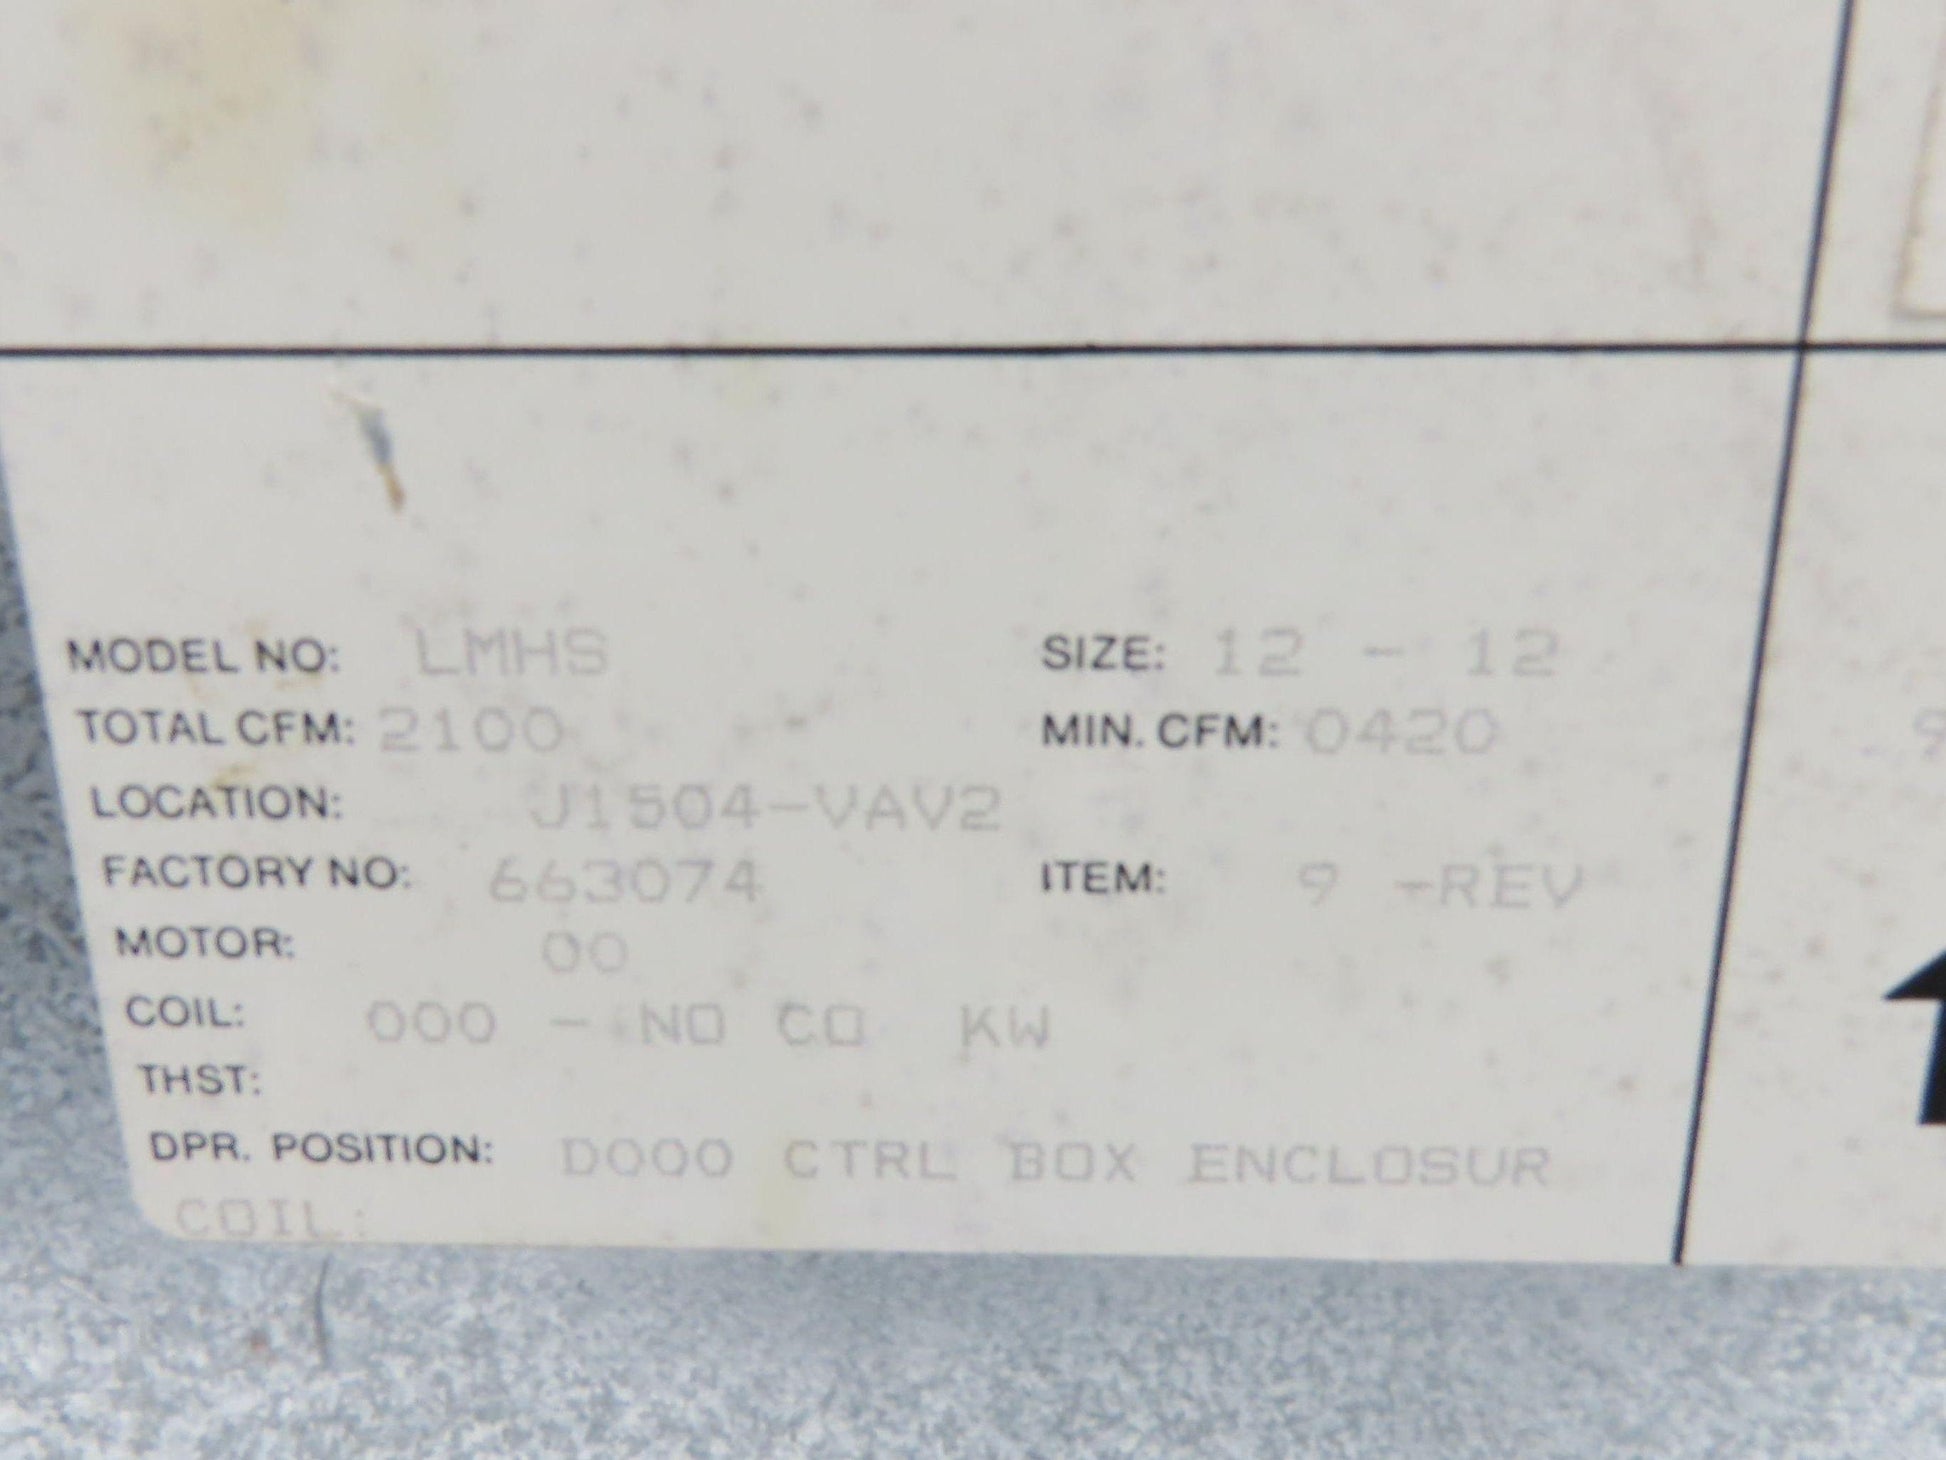 MODEL NO: LMHS SIZE: 12 - 12
TOTAL CFM: 2100 MIN. CFM: 0420
LOCATION: J1504-VAV2
FACTORY NO: 663074 ITEM: 9 -REV
MOTOR: 00
COIL: 000 - NO CO KW
THST:
DPR. POSITION: D000 CTRL BOX ENCLOSUR
COIL: